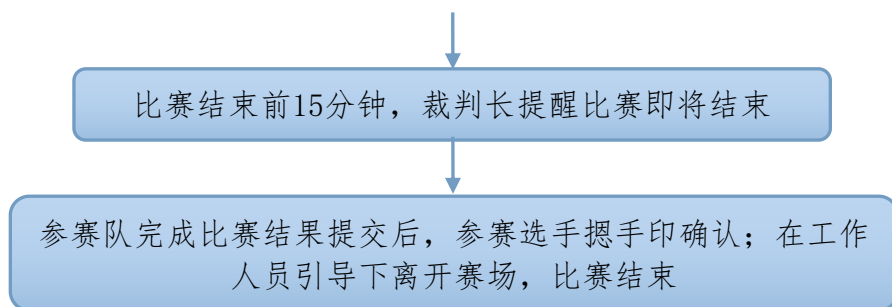 比赛结束前15分钟，裁判长提醒比赛即将结束
参赛队完成比赛结果提交后，参赛选手摁手印确认；在工作
人员引导下离开赛场，比赛结束